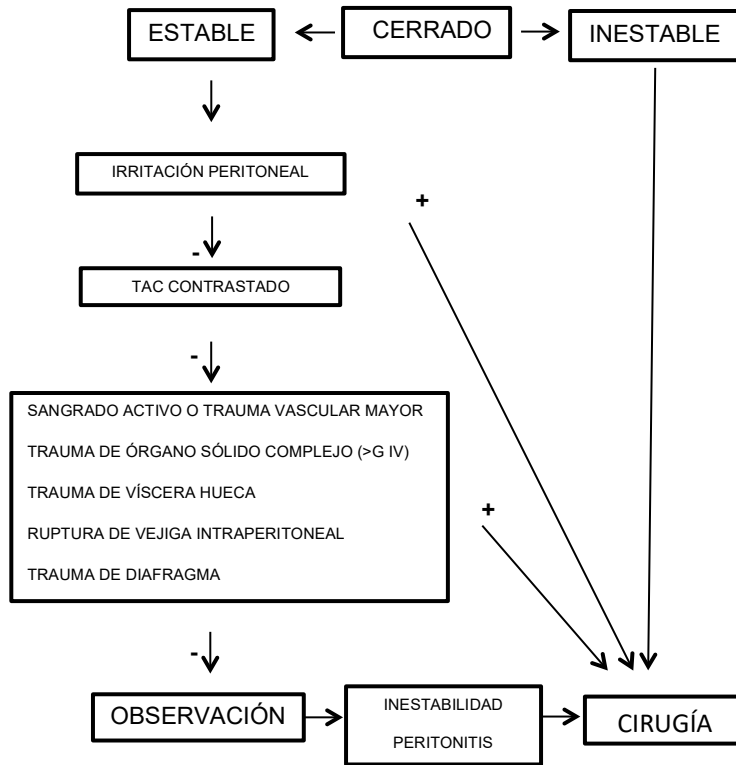 ESTABLE
CERRADO
INESTABLE
IRRITACIÓN PERITONEAL
+
-
TAC CONTRASTADO
-
SANGRADO ACTIVO O TRAUMA VASCULAR MAYOR
TRAUMA DE ÓRGANO SÓLIDO COMPLEJO (>G IV)
TRAUMA DE VÍSCERA HUECA
RUPTURA DE VEJIGA INTRAPERITONEAL
TRAUMA DE DIAFRAGMA
+
-
OBSERVACIÓN
INESTABILIDAD
PERITONITIS
CIRUGÍA